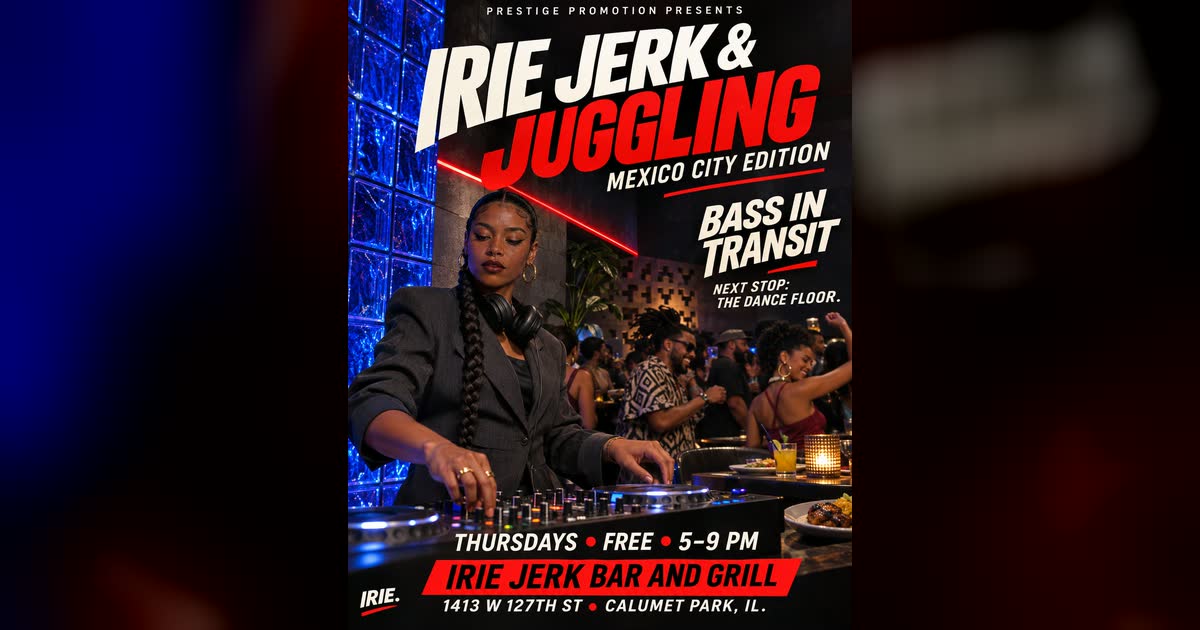 PRESTIGE PROMOTION PRESENTS
IRIE JERK &
JUGGLING
MEXICO CITY EDITION
BASS IN
TRANSIT
NEXT STOP:
THE DANCE FLOOR.
THURSDAYS • FREE • 5–9 PM
IRIE JERK BAR AND GRILL
IRIE.
1413 W 127TH ST • CALUMET PARK, IL.